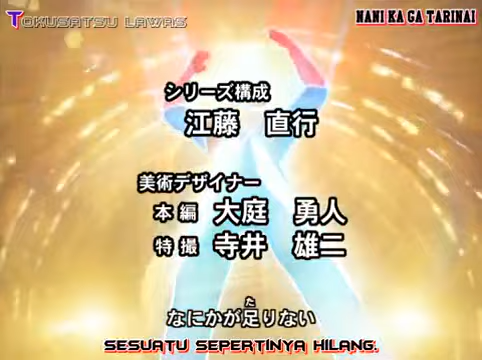 TOKUSATSU LAWAS
NANI KA GA TARINAI
シリーズ構成
江藤 直行
美術デザイナー
本編 大庭 勇人
特撮 寺井 雄二
た
なにかが足りない
SESUATU SEPERTINYA HILANG.